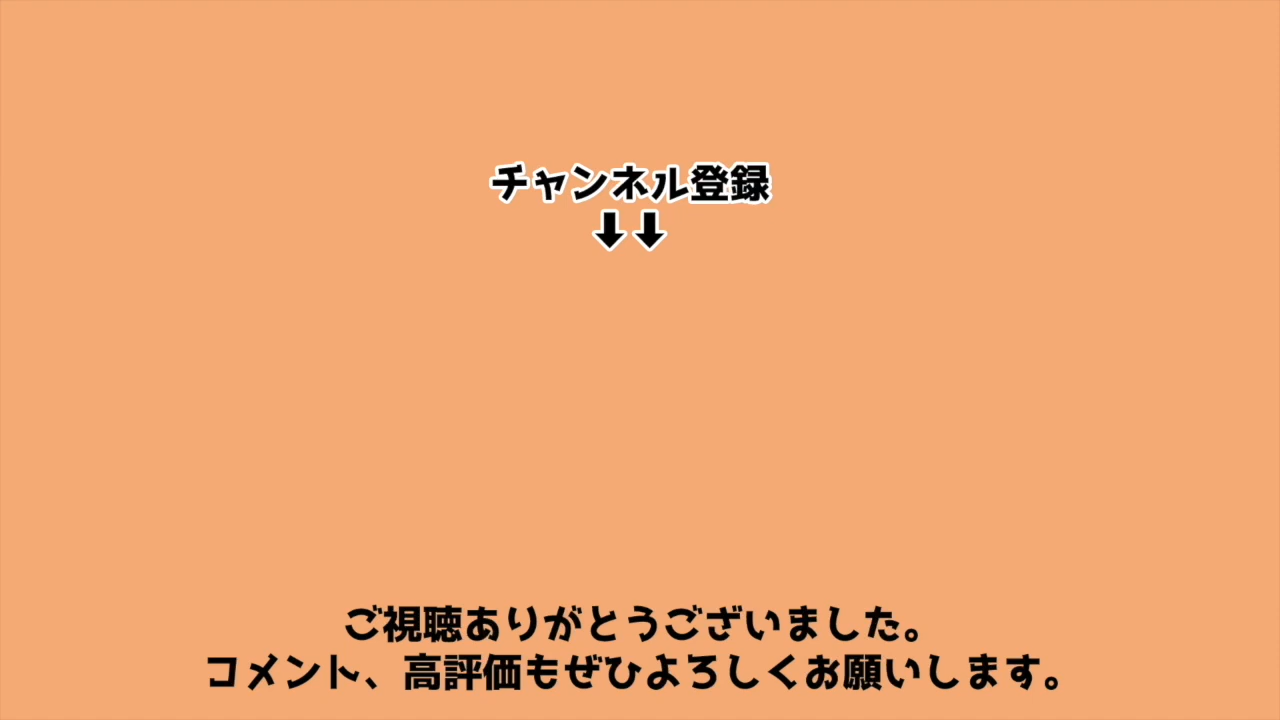 チャンネル登録
⬇⬇
ご視聴ありがとうございました。
コメント、高評価もぜひよろしくお願いします。